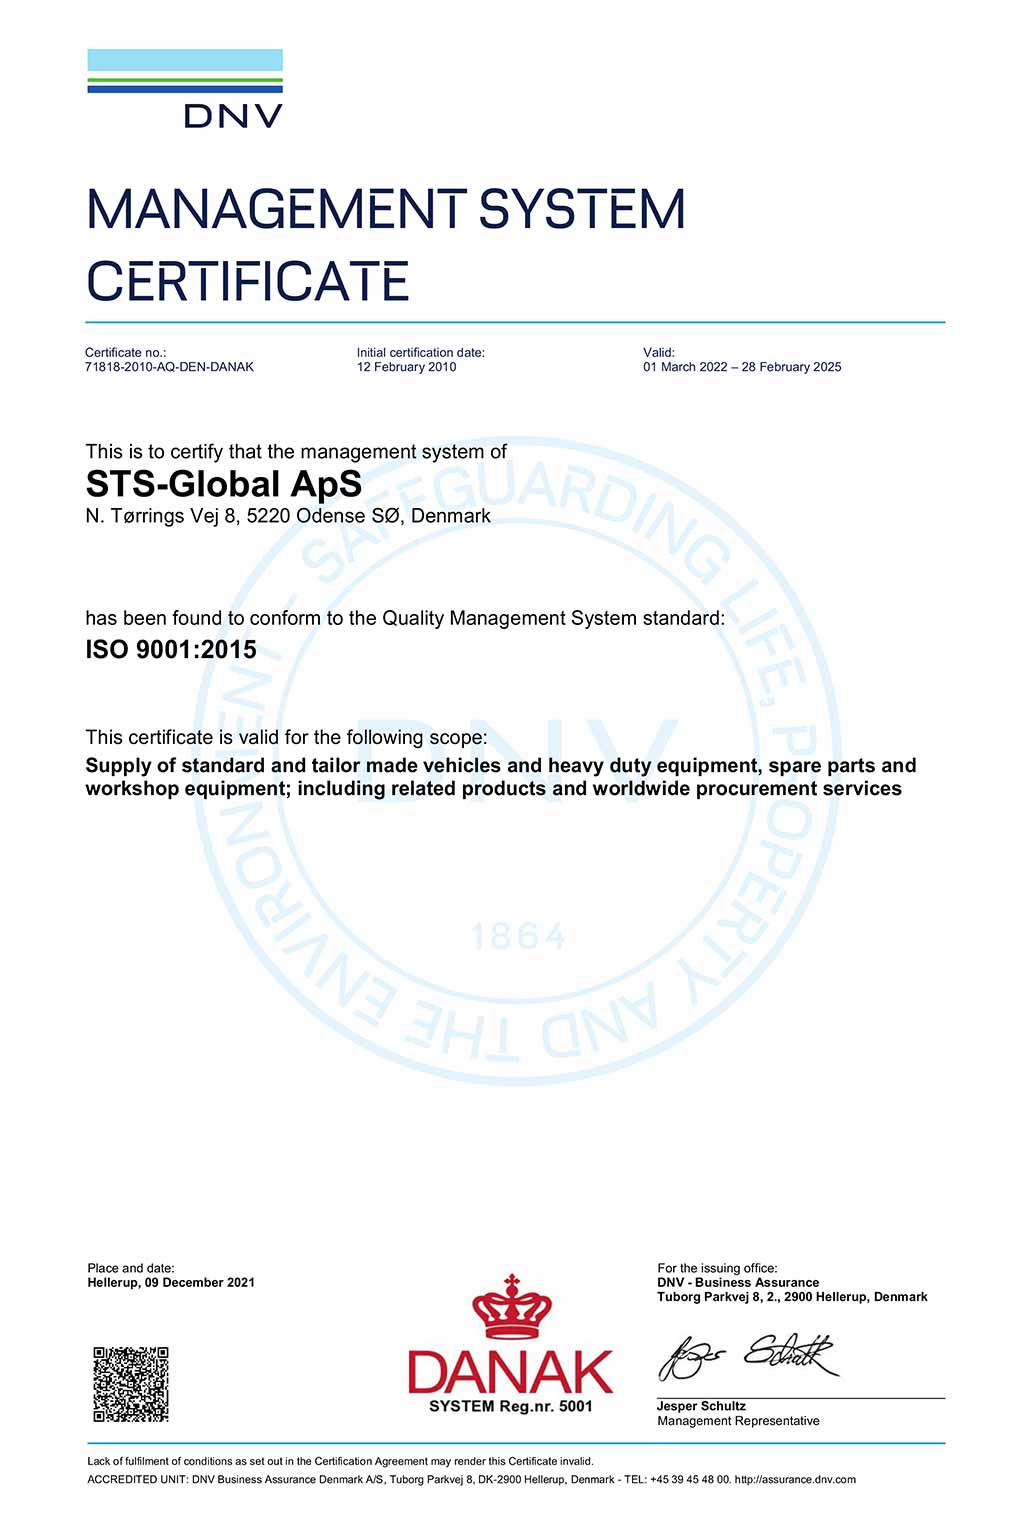 DNV
MANAGEMENT SYSTEM
CERTIFICATE
Certificate no.:
71818-2010-AQ-DEN-DANAK
Initial certification date:
12 February 2010
Valid:
01 March 2022 – 28 February 2025
This is to certify that the management system of
STS-Global ApS
N. Tørrings Vej 8, 5220 Odense SØ, Denmark
has been found to conform to the Quality Management System standard:
ISO 9001:2015
This certificate is valid for the following scope:
Supply of standard and tailor made vehicles and heavy duty equipment, spare parts and
workshop equipment; including related products and worldwide procurement services
SAFEGUARDING LIFE, PROPERTY AND THE ENVIRONMENT –
DNV
1864
Place and date:
Hellerup, 09 December 2021
For the issuing office:
DNV - Business Assurance
Tuborg Parkvej 8, 2., 2900 Hellerup, Denmark
DANAK
SYSTEM Reg.nr. 5001
Jesper Schultz
Management Representative
Lack of fulfilment of conditions as set out in the Certification Agreement may render this Certificate invalid.
ACCREDITED UNIT: DNV Business Assurance Denmark A/S, Tuborg Parkvej 8, DK-2900 Hellerup, Denmark - TEL: +45 39 45 48 00. http://assurance.dnv.com